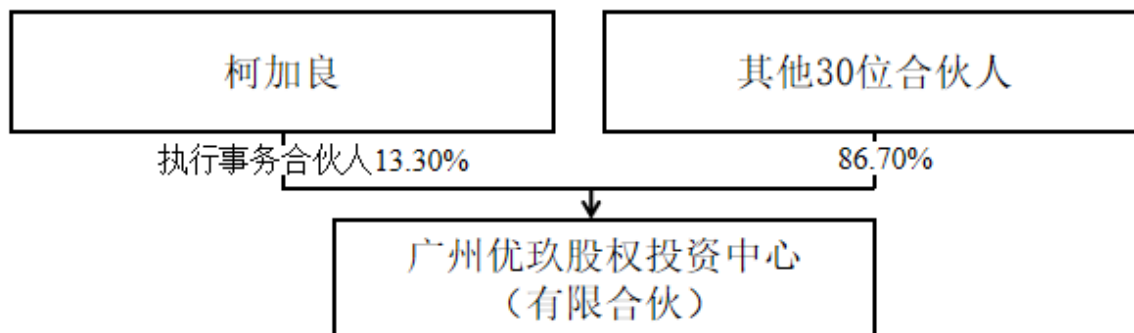 柯加良
其他30位合伙人
执行事务合伙人13.30%
86.70%
广州优玖股权投资中心
（有限合伙）